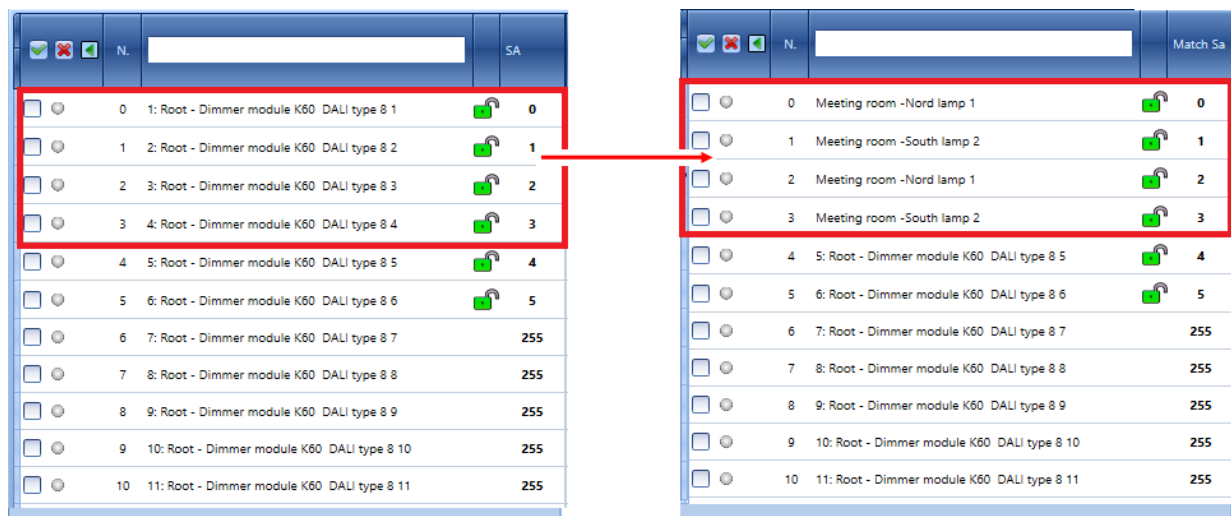 N. SA
0 1: Root - Dimmer module K60 DALI type 8 1 0
1 2: Root - Dimmer module K60 DALI type 8 2 1
2 3: Root - Dimmer module K60 DALI type 8 3 2
3 4: Root - Dimmer module K60 DALI type 8 4 3
4 5: Root - Dimmer module K60 DALI type 8 5 4
5 6: Root - Dimmer module K60 DALI type 8 6 5
6 7: Root - Dimmer module K60 DALI type 8 7 255
7 8: Root - Dimmer module K60 DALI type 8 8 255
8 9: Root - Dimmer module K60 DALI type 8 9 255
9 10: Root - Dimmer module K60 DALI type 8 10 255
10 11: Root - Dimmer module K60 DALI type 8 11 255
N. Match Sa
0 Meeting room -Nord lamp 1 0
1 Meeting room -South lamp 2 1
2 Meeting room -Nord lamp 1 2
3 Meeting room -South lamp 2 3
4 5: Root - Dimmer module K60 DALI type 8 5 4
5 6: Root - Dimmer module K60 DALI type 8 6 5
6 7: Root - Dimmer module K60 DALI type 8 7 255
7 8: Root - Dimmer module K60 DALI type 8 8 255
8 9: Root - Dimmer module K60 DALI type 8 9 255
9 10: Root - Dimmer module K60 DALI type 8 10 255
10 11: Root - Dimmer module K60 DALI type 8 11 255